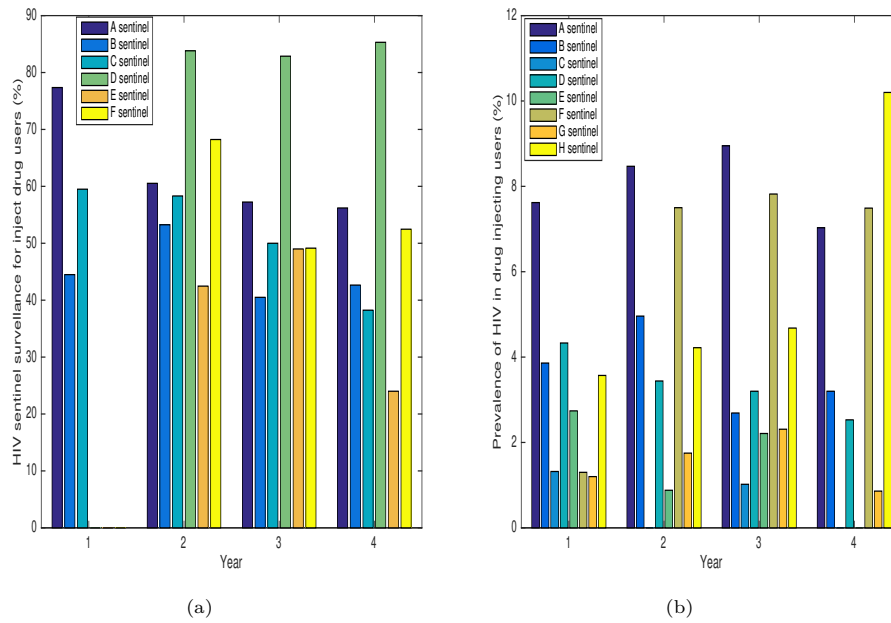 HIV sentinel survellance for inject drug users (%)
90
80
70
60
50
40
30
20
10
0
A sentinel
B sentinel
C sentinel
D sentinel
E sentinel
F sentinel
1
2
3
4
Year
(a)
Prevalence of HIV in drug injecting users (%)
12
10
8
6
4
2
0
A sentinel
B sentinel
C sentinel
D sentinel
E sentinel
F sentinel
G sentinel
H sentinel
1
2
3
4
Year
(b)